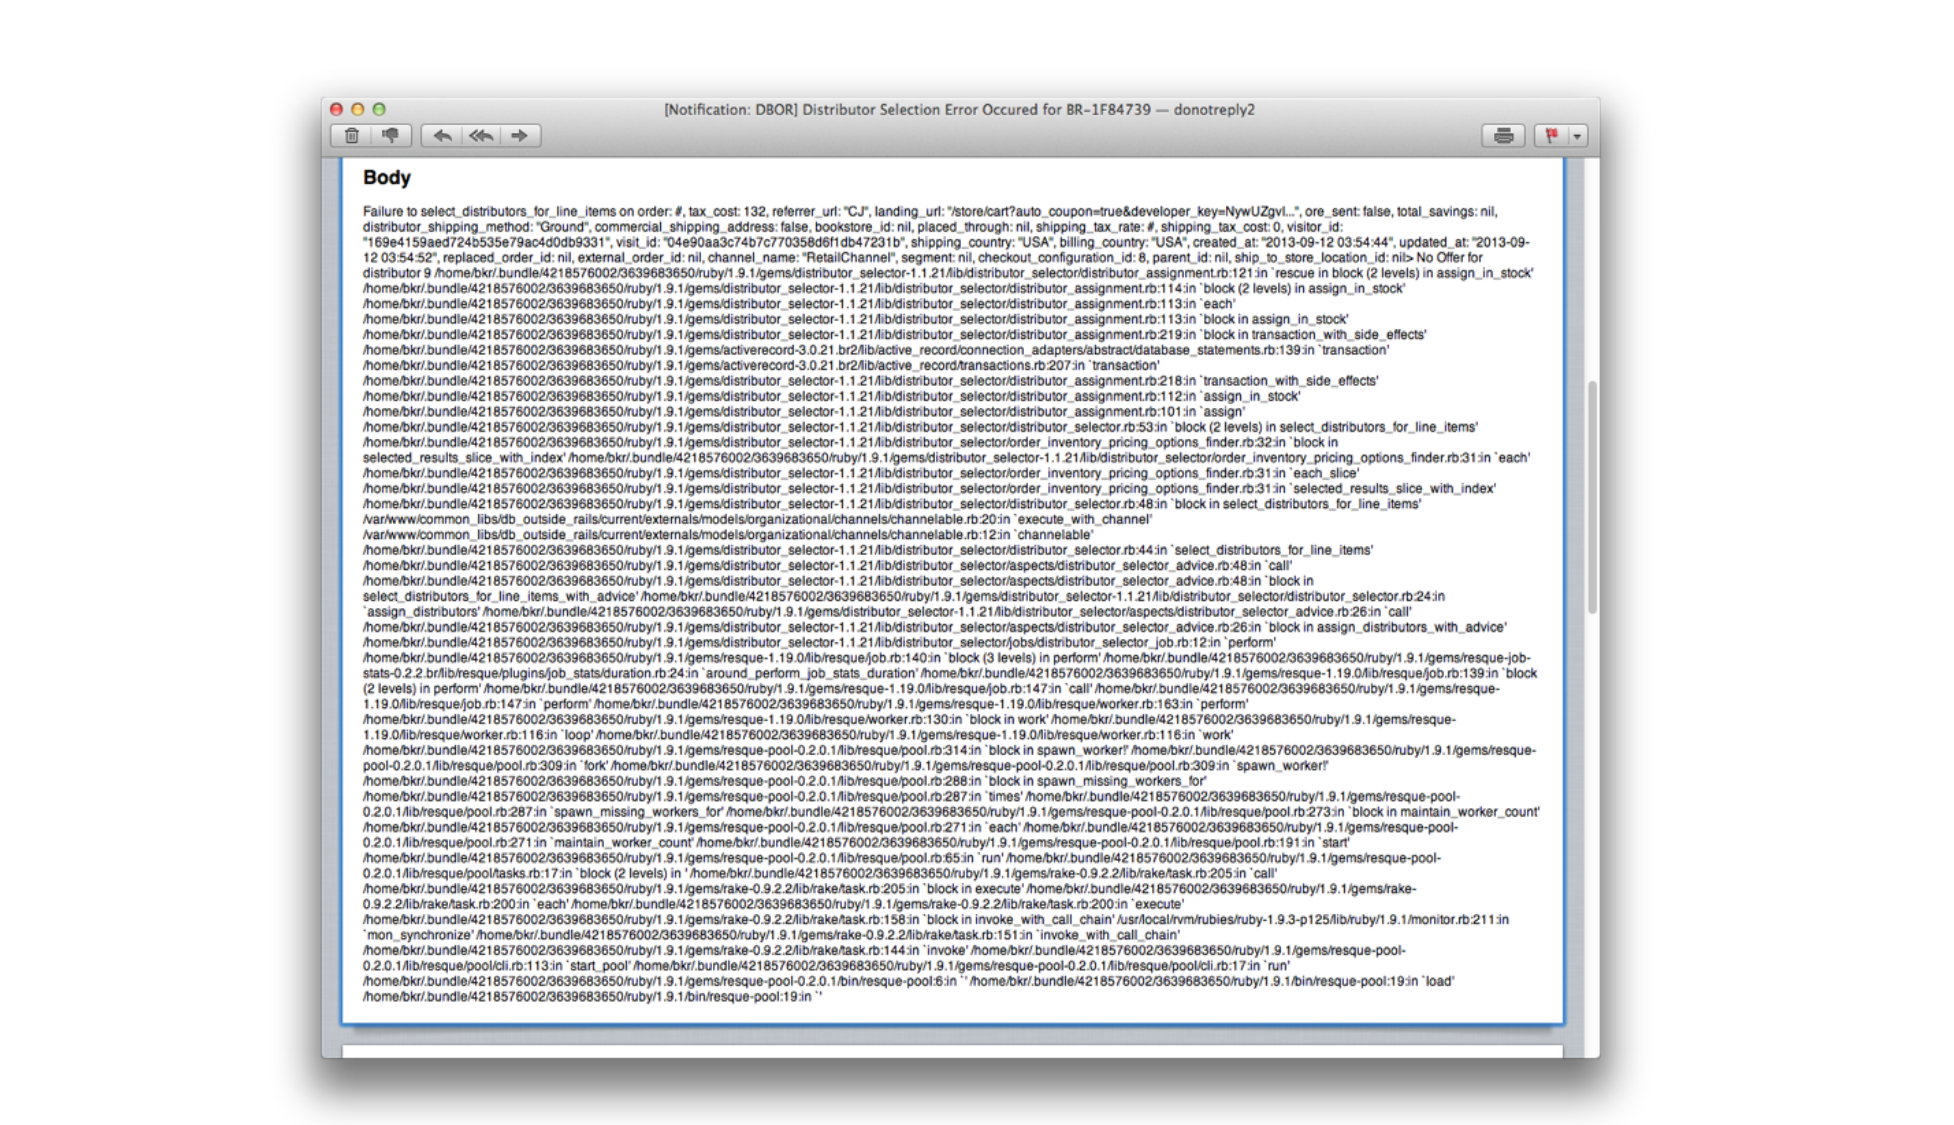 [Notification: DBOR] Distributor Selection Error Occured for BR-1F84739 — donotreply2
Body
Failure to select_distributors_for_line_items on order: #, tax_cost: 132, referrer_url: "CJ", landing_url: "/store/cart?auto_coupon=true&developer_key=NywUZgvl...", ore_sent: false, total_savings: nil,
distributor_shipping_method: "Ground", commercial_shipping_address: false, bookstore_id: nil, placed_through: nil, shipping_tax_rate: #, shipping_tax_cost: 0, visitor_id:
"169e4159aed724b535e79ac4d0db9331", visit_id: "04e90aa3c74b7c770358d6f1db47231b", shipping_country: "USA", billing_country: "USA", created_at: "2013-09-12 03:54:44", updated_at: "2013-09-
12 03:54:52", replaced_order_id: nil, external_order_id: nil, channel_name: "RetailChannel", segment: nil, checkout_configuration_id: 8, parent_id: nil, ship_to_store_location_id: nil> No Offer for
distributor 9 /home/bkr/.bundle/4218576002/3639683650/ruby/1.9.1/gems/distributor_selector-1.1.21/lib/distributor_selector/distributor_assignment.rb:121:in `rescue in block (2 levels) in assign_in_stock'
/home/bkr/.bundle/4218576002/3639683650/ruby/1.9.1/gems/distributor_selector-1.1.21/lib/distributor_selector/distributor_assignment.rb:114:in `block (2 levels) in assign_in_stock'
/home/bkr/.bundle/4218576002/3639683650/ruby/1.9.1/gems/distributor_selector-1.1.21/lib/distributor_selector/distributor_assignment.rb:113:in `each'
/home/bkr/.bundle/4218576002/3639683650/ruby/1.9.1/gems/distributor_selector-1.1.21/lib/distributor_selector/distributor_assignment.rb:113:in `block in assign_in_stock'
/home/bkr/.bundle/4218576002/3639683650/ruby/1.9.1/gems/distributor_selector-1.1.21/lib/distributor_selector/distributor_assignment.rb:219:in `block in transaction_with_side_effects'
/home/bkr/.bundle/4218576002/3639683650/ruby/1.9.1/gems/activerecord-3.0.21.br2/lib/active_record/connection_adapters/abstract/database_statements.rb:139:in `transaction'
/home/bkr/.bundle/4218576002/3639683650/ruby/1.9.1/gems/activerecord-3.0.21.br2/lib/active_record/transactions.rb:207:in `transaction'
/home/bkr/.bundle/4218576002/3639683650/ruby/1.9.1/gems/distributor_selector-1.1.21/lib/distributor_selector/distributor_assignment.rb:218:in `transaction_with_side_effects'
/home/bkr/.bundle/4218576002/3639683650/ruby/1.9.1/gems/distributor_selector-1.1.21/lib/distributor_selector/distributor_assignment.rb:112:in `assign_in_stock'
/home/bkr/.bundle/4218576002/3639683650/ruby/1.9.1/gems/distributor_selector-1.1.21/lib/distributor_selector/distributor_assignment.rb:101:in `assign'
/home/bkr/.bundle/4218576002/3639683650/ruby/1.9.1/gems/distributor_selector-1.1.21/lib/distributor_selector/distributor_selector.rb:53:in `block (2 levels) in select_distributors_for_line_items'
/home/bkr/.bundle/4218576002/3639683650/ruby/1.9.1/gems/distributor_selector-1.1.21/lib/distributor_selector/order_inventory_pricing_options_finder.rb:32:in `block in
selected_results_slice_with_index' /home/bkr/.bundle/4218576002/3639683650/ruby/1.9.1/gems/distributor_selector-1.1.21/lib/distributor_selector/order_inventory_pricing_options_finder.rb:31:in `each'
/home/bkr/.bundle/4218576002/3639683650/ruby/1.9.1/gems/distributor_selector-1.1.21/lib/distributor_selector/order_inventory_pricing_options_finder.rb:31:in `each_slice'
/home/bkr/.bundle/4218576002/3639683650/ruby/1.9.1/gems/distributor_selector-1.1.21/lib/distributor_selector/order_inventory_pricing_options_finder.rb:31:in `selected_results_slice_with_index'
/home/bkr/.bundle/4218576002/3639683650/ruby/1.9.1/gems/distributor_selector-1.1.21/lib/distributor_selector/distributor_selector.rb:48:in `block in select_distributors_for_line_items'
/var/www/common_libs/db_outside_rails/current/externals/models/organizational/channels/channelable.rb:20:in `execute_with_channel'
/var/www/common_libs/db_outside_rails/current/externals/models/organizational/channels/channelable.rb:12:in `channelable'
/home/bkr/.bundle/4218576002/3639683650/ruby/1.9.1/gems/distributor_selector-1.1.21/lib/distributor_selector/distributor_selector.rb:44:in `select_distributors_for_line_items'
/home/bkr/.bundle/4218576002/3639683650/ruby/1.9.1/gems/distributor_selector-1.1.21/lib/distributor_selector/aspects/distributor_selector_advice.rb:48:in `call'
/home/bkr/.bundle/4218576002/3639683650/ruby/1.9.1/gems/distributor_selector-1.1.21/lib/distributor_selector/aspects/distributor_selector_advice.rb:48:in `block in
select_distributors_for_line_items_with_advice' /home/bkr/.bundle/4218576002/3639683650/ruby/1.9.1/gems/distributor_selector-1.1.21/lib/distributor_selector/distributor_selector.rb:24:in
`assign_distributors' /home/bkr/.bundle/4218576002/3639683650/ruby/1.9.1/gems/distributor_selector-1.1.21/lib/distributor_selector/aspects/distributor_selector_advice.rb:26:in `call'
/home/bkr/.bundle/4218576002/3639683650/ruby/1.9.1/gems/distributor_selector-1.1.21/lib/distributor_selector/aspects/distributor_selector_advice.rb:26:in `block in assign_distributors_with_advice'
/home/bkr/.bundle/4218576002/3639683650/ruby/1.9.1/gems/distributor_selector-1.1.21/lib/distributor_selector/jobs/distributor_selector_job.rb:12:in `perform'
/home/bkr/.bundle/4218576002/3639683650/ruby/1.9.1/gems/resque-1.19.0/lib/resque/job.rb:140:in `block (3 levels) in perform' /home/bkr/.bundle/4218576002/3639683650/ruby/1.9.1/gems/resque-job-
stats-0.2.2.br/lib/resque/plugins/job_stats/duration.rb:24:in `around_perform_job_stats_duration' /home/bkr/.bundle/4218576002/3639683650/ruby/1.9.1/gems/resque-1.19.0/lib/resque/job.rb:139:in `block
(2 levels) in perform' /home/bkr/.bundle/4218576002/3639683650/ruby/1.9.1/gems/resque-1.19.0/lib/resque/job.rb:147:in `call' /home/bkr/.bundle/4218576002/3639683650/ruby/1.9.1/gems/resque-
1.19.0/lib/resque/job.rb:147:in `perform' /home/bkr/.bundle/4218576002/3639683650/ruby/1.9.1/gems/resque-1.19.0/lib/resque/worker.rb:163:in `perform'
/home/bkr/.bundle/4218576002/3639683650/ruby/1.9.1/gems/resque-1.19.0/lib/resque/worker.rb:130:in `block in work' /home/bkr/.bundle/4218576002/3639683650/ruby/1.9.1/gems/resque-
1.19.0/lib/resque/worker.rb:116:in `loop' /home/bkr/.bundle/4218576002/3639683650/ruby/1.9.1/gems/resque-1.19.0/lib/resque/worker.rb:116:in `work'
/home/bkr/.bundle/4218576002/3639683650/ruby/1.9.1/gems/resque-pool-0.2.0.1/lib/resque/pool.rb:314:in `block in spawn_worker!' /home/bkr/.bundle/4218576002/3639683650/ruby/1.9.1/gems/resque-
pool-0.2.0.1/lib/resque/pool.rb:309:in `fork' /home/bkr/.bundle/4218576002/3639683650/ruby/1.9.1/gems/resque-pool-0.2.0.1/lib/resque/pool.rb:309:in `spawn_worker!'
/home/bkr/.bundle/4218576002/3639683650/ruby/1.9.1/gems/resque-pool-0.2.0.1/lib/resque/pool.rb:288:in `block in spawn_missing_workers_for'
/home/bkr/.bundle/4218576002/3639683650/ruby/1.9.1/gems/resque-pool-0.2.0.1/lib/resque/pool.rb:287:in `times' /home/bkr/.bundle/4218576002/3639683650/ruby/1.9.1/gems/resque-pool-
0.2.0.1/lib/resque/pool.rb:287:in `spawn_missing_workers_for' /home/bkr/.bundle/4218576002/3639683650/ruby/1.9.1/gems/resque-pool-0.2.0.1/lib/resque/pool.rb:273:in `block in maintain_worker_count'
/home/bkr/.bundle/4218576002/3639683650/ruby/1.9.1/gems/resque-pool-0.2.0.1/lib/resque/pool.rb:271:in `each' /home/bkr/.bundle/4218576002/3639683650/ruby/1.9.1/gems/resque-pool-
0.2.0.1/lib/resque/pool.rb:271:in `maintain_worker_count' /home/bkr/.bundle/4218576002/3639683650/ruby/1.9.1/gems/resque-pool-0.2.0.1/lib/resque/pool.rb:191:in `start'
/home/bkr/.bundle/4218576002/3639683650/ruby/1.9.1/gems/resque-pool-0.2.0.1/lib/resque/pool.rb:65:in `run' /home/bkr/.bundle/4218576002/3639683650/ruby/1.9.1/gems/resque-pool-
0.2.0.1/lib/resque/pool/tasks.rb:17:in `block (2 levels) in ' /home/bkr/.bundle/4218576002/3639683650/ruby/1.9.1/gems/rake-0.9.2.2/lib/rake/task.rb:205:in `call'
/home/bkr/.bundle/4218576002/3639683650/ruby/1.9.1/gems/rake-0.9.2.2/lib/rake/task.rb:205:in `block in execute' /home/bkr/.bundle/4218576002/3639683650/ruby/1.9.1/gems/rake-
0.9.2.2/lib/rake/task.rb:200:in `each' /home/bkr/.bundle/4218576002/3639683650/ruby/1.9.1/gems/rake-0.9.2.2/lib/rake/task.rb:200:in `execute'
/home/bkr/.bundle/4218576002/3639683650/ruby/1.9.1/gems/rake-0.9.2.2/lib/rake/task.rb:158:in `block in invoke_with_call_chain' /usr/local/rvm/rubies/ruby-1.9.3-p125/lib/ruby/1.9.1/monitor.rb:211:in
`mon_synchronize' /home/bkr/.bundle/4218576002/3639683650/ruby/1.9.1/gems/rake-0.9.2.2/lib/rake/task.rb:151:in `invoke_with_call_chain'
/home/bkr/.bundle/4218576002/3639683650/ruby/1.9.1/gems/rake-0.9.2.2/lib/rake/task.rb:144:in `invoke' /home/bkr/.bundle/4218576002/3639683650/ruby/1.9.1/gems/resque-pool-
0.2.0.1/lib/resque/pool/cli.rb:113:in `start_pool' /home/bkr/.bundle/4218576002/3639683650/ruby/1.9.1/gems/resque-pool-0.2.0.1/lib/resque/pool/cli.rb:17:in `run'
/home/bkr/.bundle/4218576002/3639683650/ruby/1.9.1/gems/resque-pool-0.2.0.1/bin/resque-pool:6:in `' /home/bkr/.bundle/4218576002/3639683650/ruby/1.9.1/bin/resque-pool:19:in `load'
/home/bkr/.bundle/4218576002/3639683650/ruby/1.9.1/bin/resque-pool:19:in `'